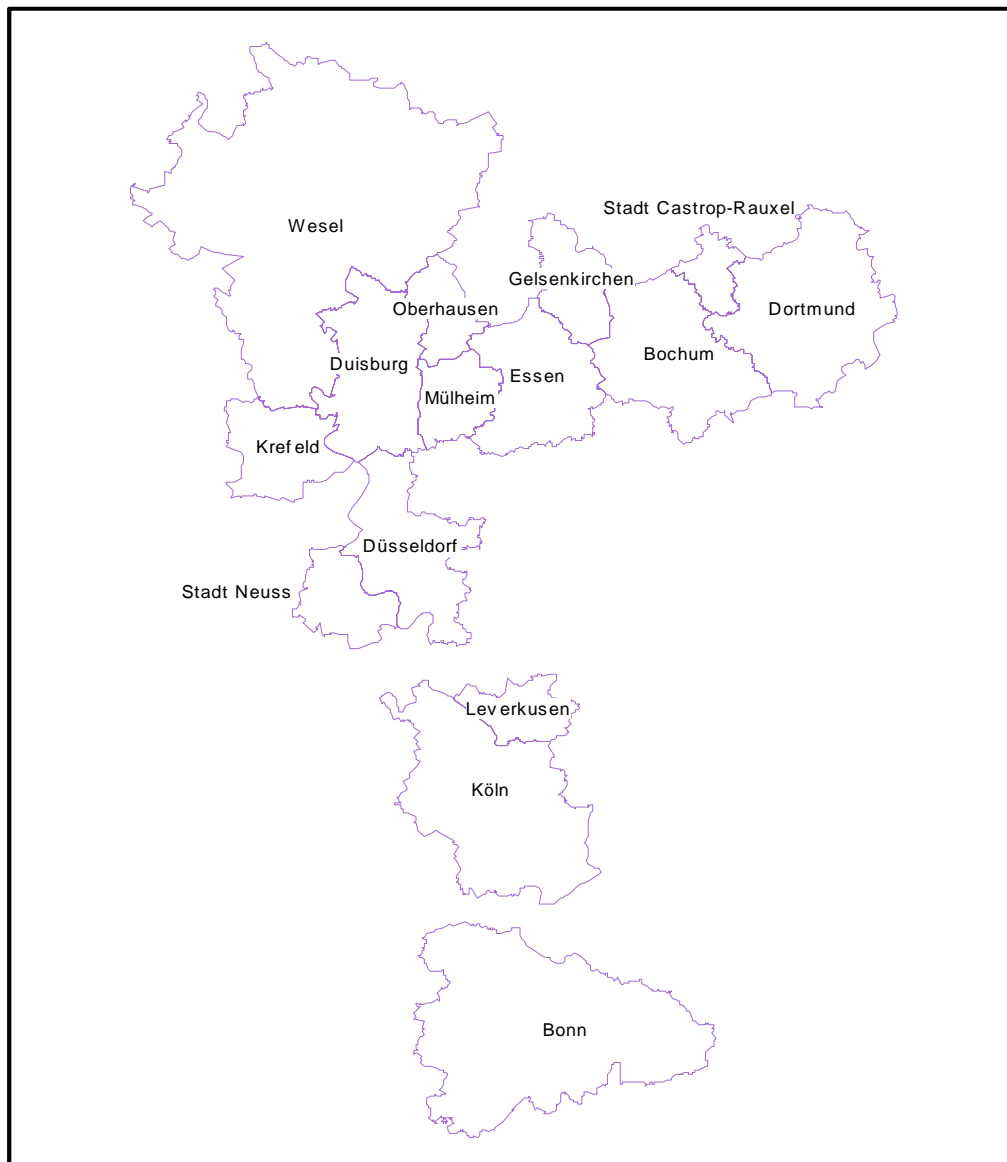 Stadt Castrop-Rauxel
Wesel
Gelsenkirchen
Oberhausen
Dortmund
Duisburg
Bochum
Essen
Mülheim
Krefeld
Düsseldorf
Stadt Neuss
Leverkusen
Köln
Bonn